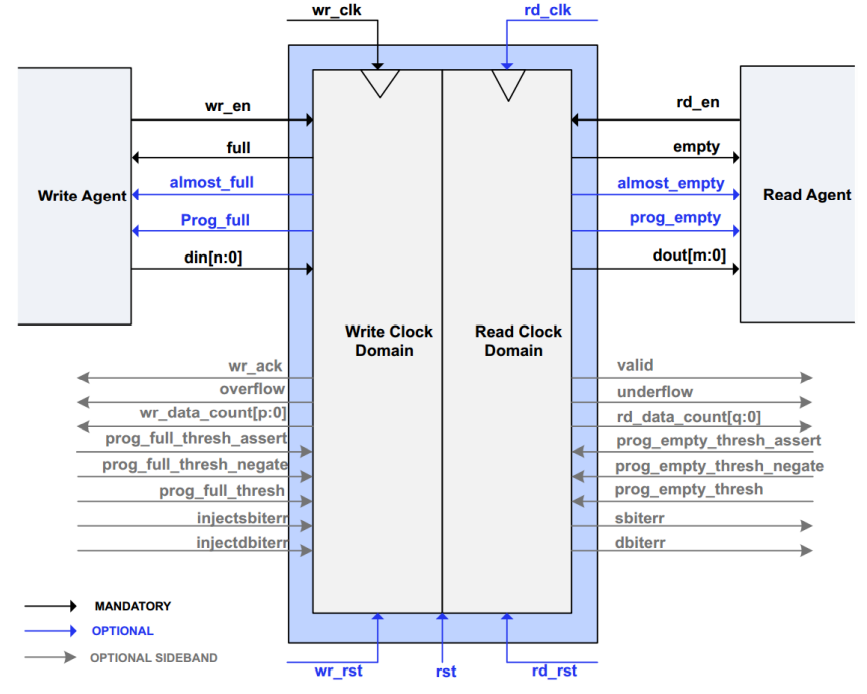 wr_clk
rd_clk
wr_en
rd_en
full
empty
almost_full
almost_empty
Write Agent
Read Agent
Prog_full
prog_empty
din[n:0]
dout[m:0]
Write Clock
Domain
Read Clock
Domain
wr_ack
valid
overflow
underflow
wr_data_count[p:0]
rd_data_count[q:0]
prog_full_thresh_assert
prog_empty_thresh_assert
prog_full_thresh_negate
prog_empty_thresh_negate
prog_full_thresh
prog_empty_thresh
injectsbiterr
sbiterr
injectdbiterr
dbiterr
MANDATORY
OPTIONAL
OPTIONAL SIDEBAND
wr_rst
rst
rd_rst